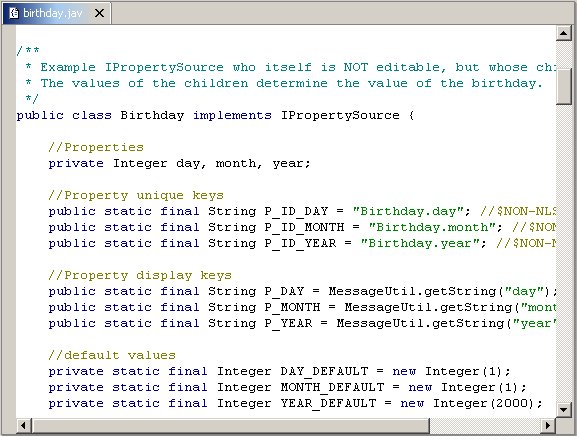 birthday.jav
/**
 * Example IPropertySource who itself is NOT editable, but whose
 * The values of the children determine the value of the birthday.
 */
public class Birthday implements IPropertySource {
//Properties
private Integer day, month, year;
//Property unique keys
public static final String P_ID_DAY = "Birthday.day"; //$NON-NLS
public static final String P_ID_MONTH = "Birthday.month"; //$NON
public static final String P_ID_YEAR = "Birthday.year"; //$NON-N
//Property display keys
public static final String P_DAY = MessageUtil.getString("day");
public static final String P_MONTH = MessageUtil.getString("mont
public static final String P_YEAR = MessageUtil.getString("year"
//default values
private static final Integer DAY_DEFAULT = new Integer(1);
private static final Integer MONTH_DEFAULT = new Integer(1);
private static final Integer YEAR_DEFAULT = new Integer(2000);